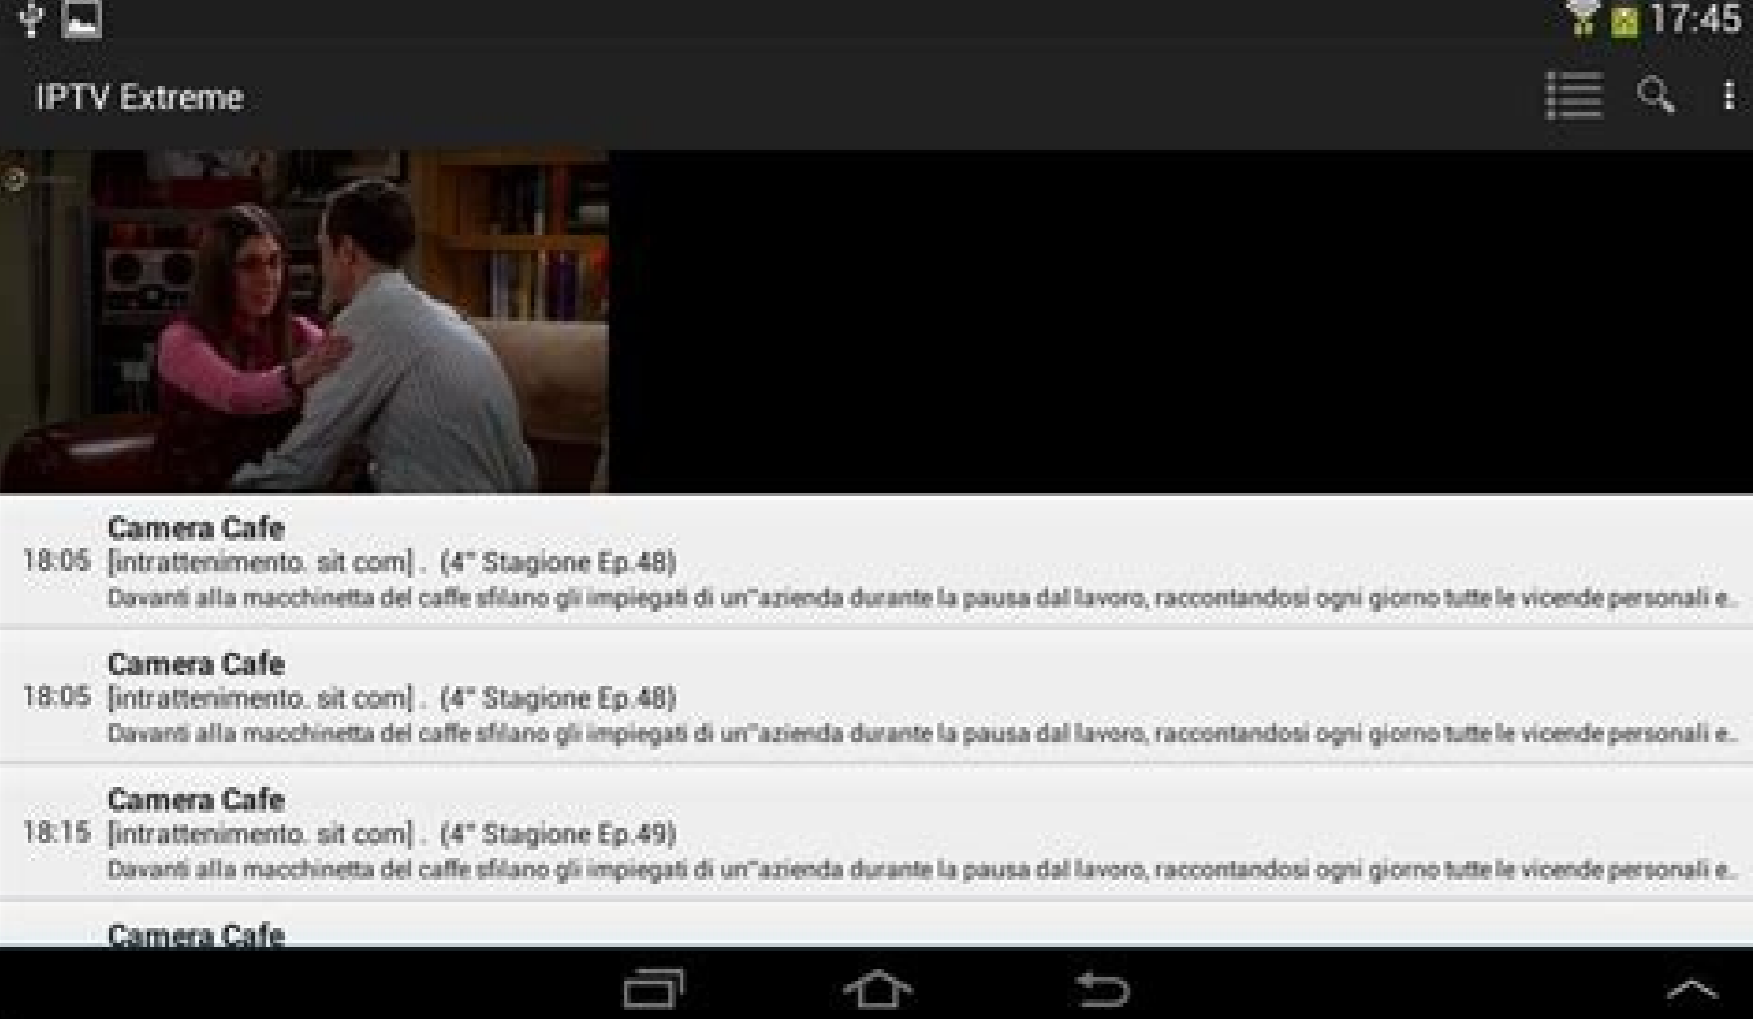 17:45
IPTV Extreme
Camera Cafe
18:05 [intrattenimento. sit com] . (4" Stagione Ep.48)
Davanti alla macchinetta del caffe sfilano gli impiegati di un"azienda durante la pausa dal lavoro, raccontandosi ogni giorno tutte le vicende personali e..
Camera Cafe
18:05 [intrattenimento. sit com] . (4" Stagione Ep.48)
Davanti alla macchinetta del caffe sfilano gli impiegati di un"azienda durante la pausa dal lavoro, raccontandosi ogni giorno tutte le vicende personali e..
Camera Cafe
18:15 [intrattenimento. sit com] . (4" Stagione Ep.49)
Davanti alla macchinetta del caffe sfilano gli impiegati di un"azienda durante la pausa dal lavoro, raccontandosi ogni giorno tutte le vicende personali e..
Camera Cafe